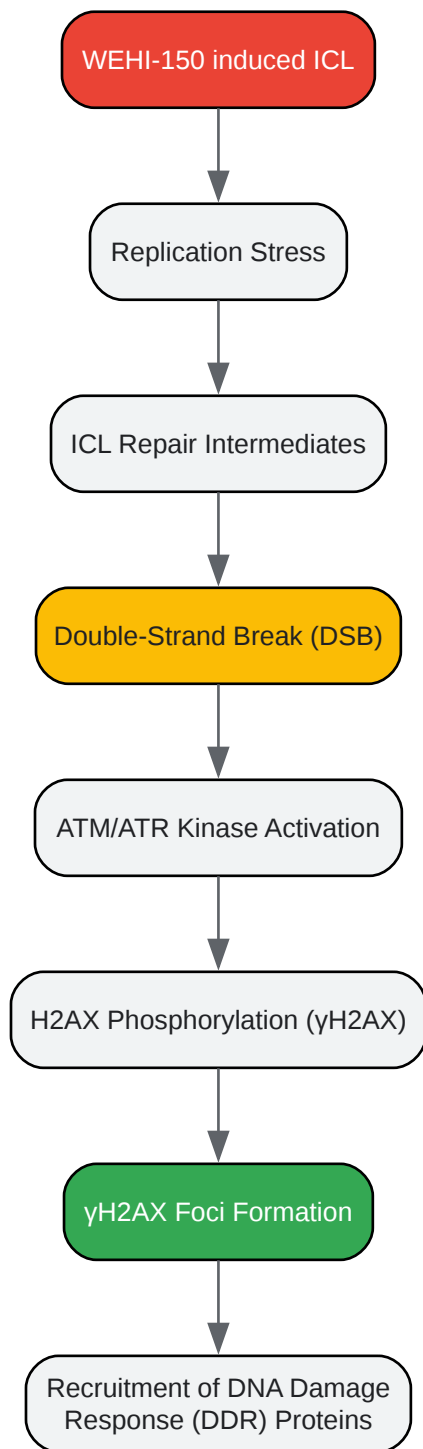 WEHI-150 induced ICL
Replication Stress
ICL Repair Intermediates
Double-Strand Break (DSB)
ATM/ATR Kinase Activation
H2AX Phosphorylation (γH2AX)
γH2AX Foci Formation
Recruitment of DNA Damage
Response (DDR) Proteins